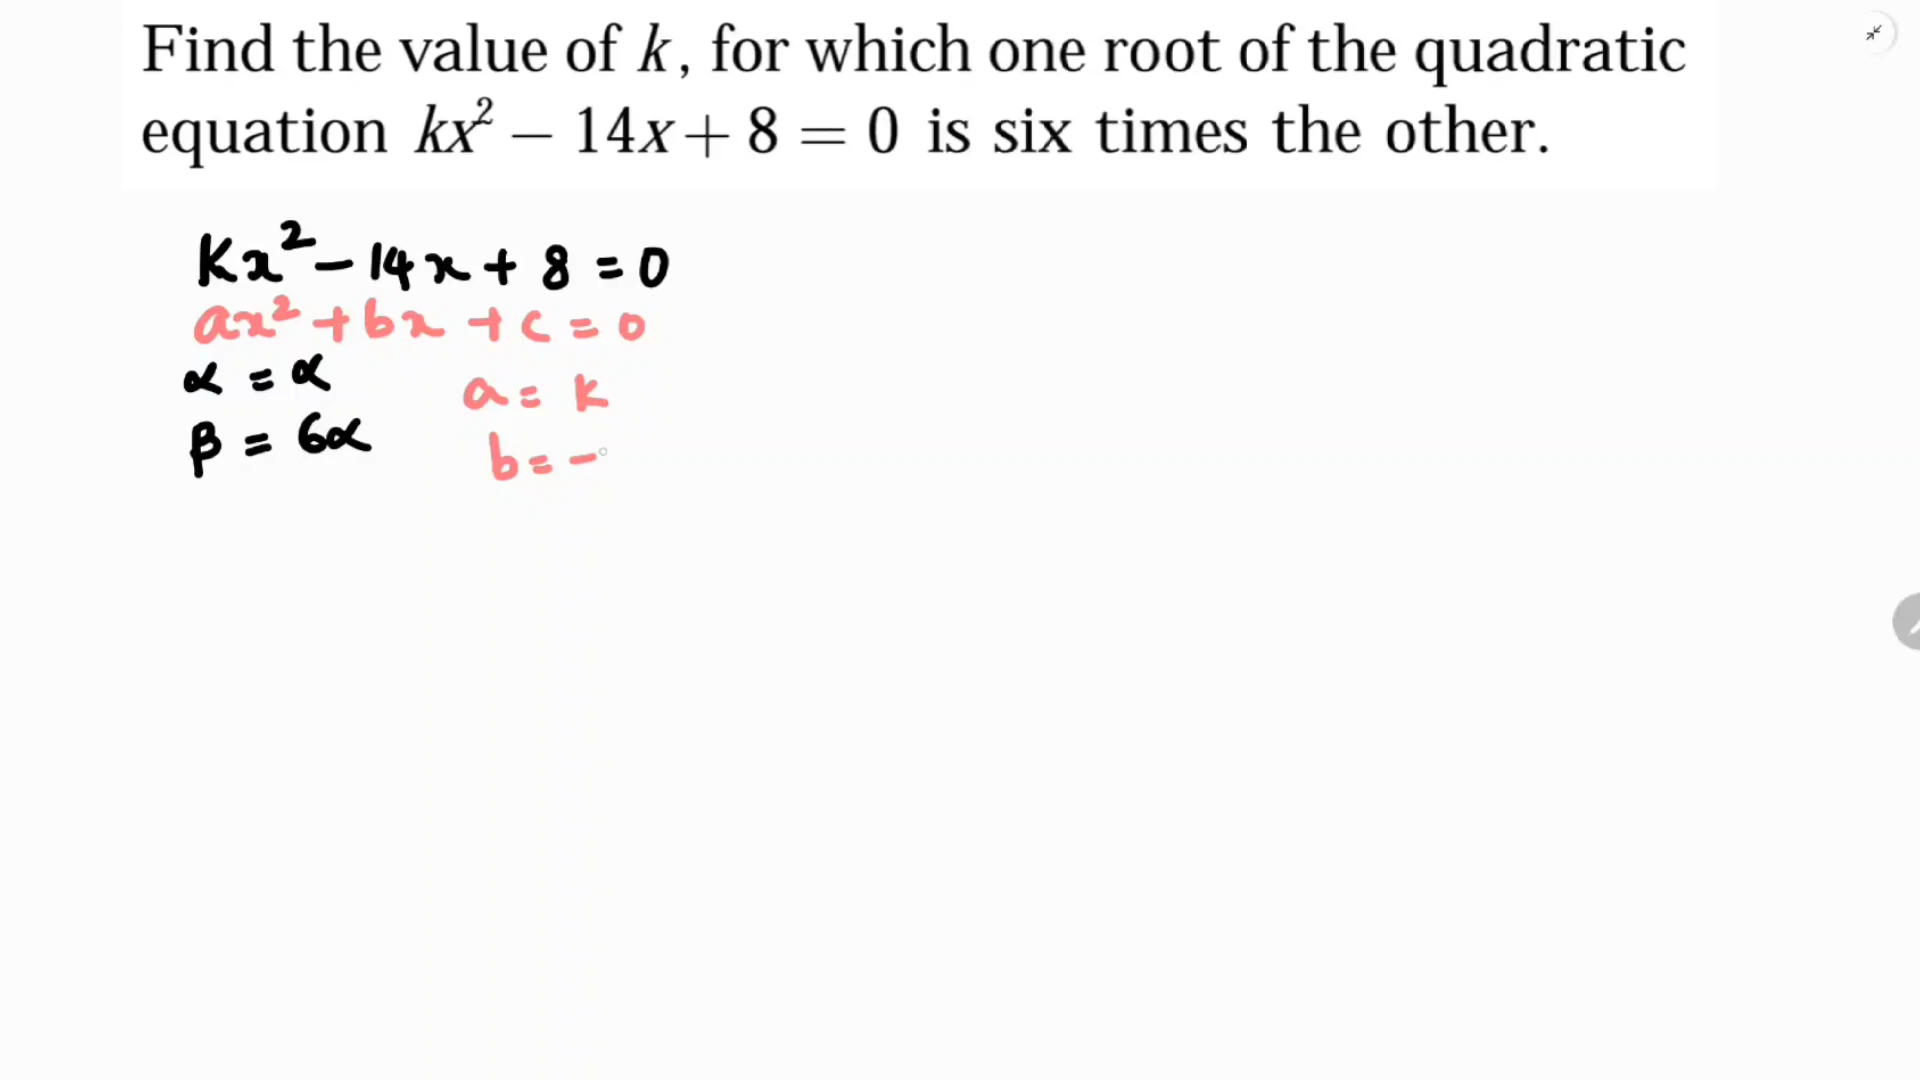 Find the value of k, for which one root of the quadratic
equation kx² − 14x + 8 = 0 is six times the other.
Kx² − 14x + 8 = 0
ax² + bx + c = 0
α = α
a = k
β = 6α
b = −